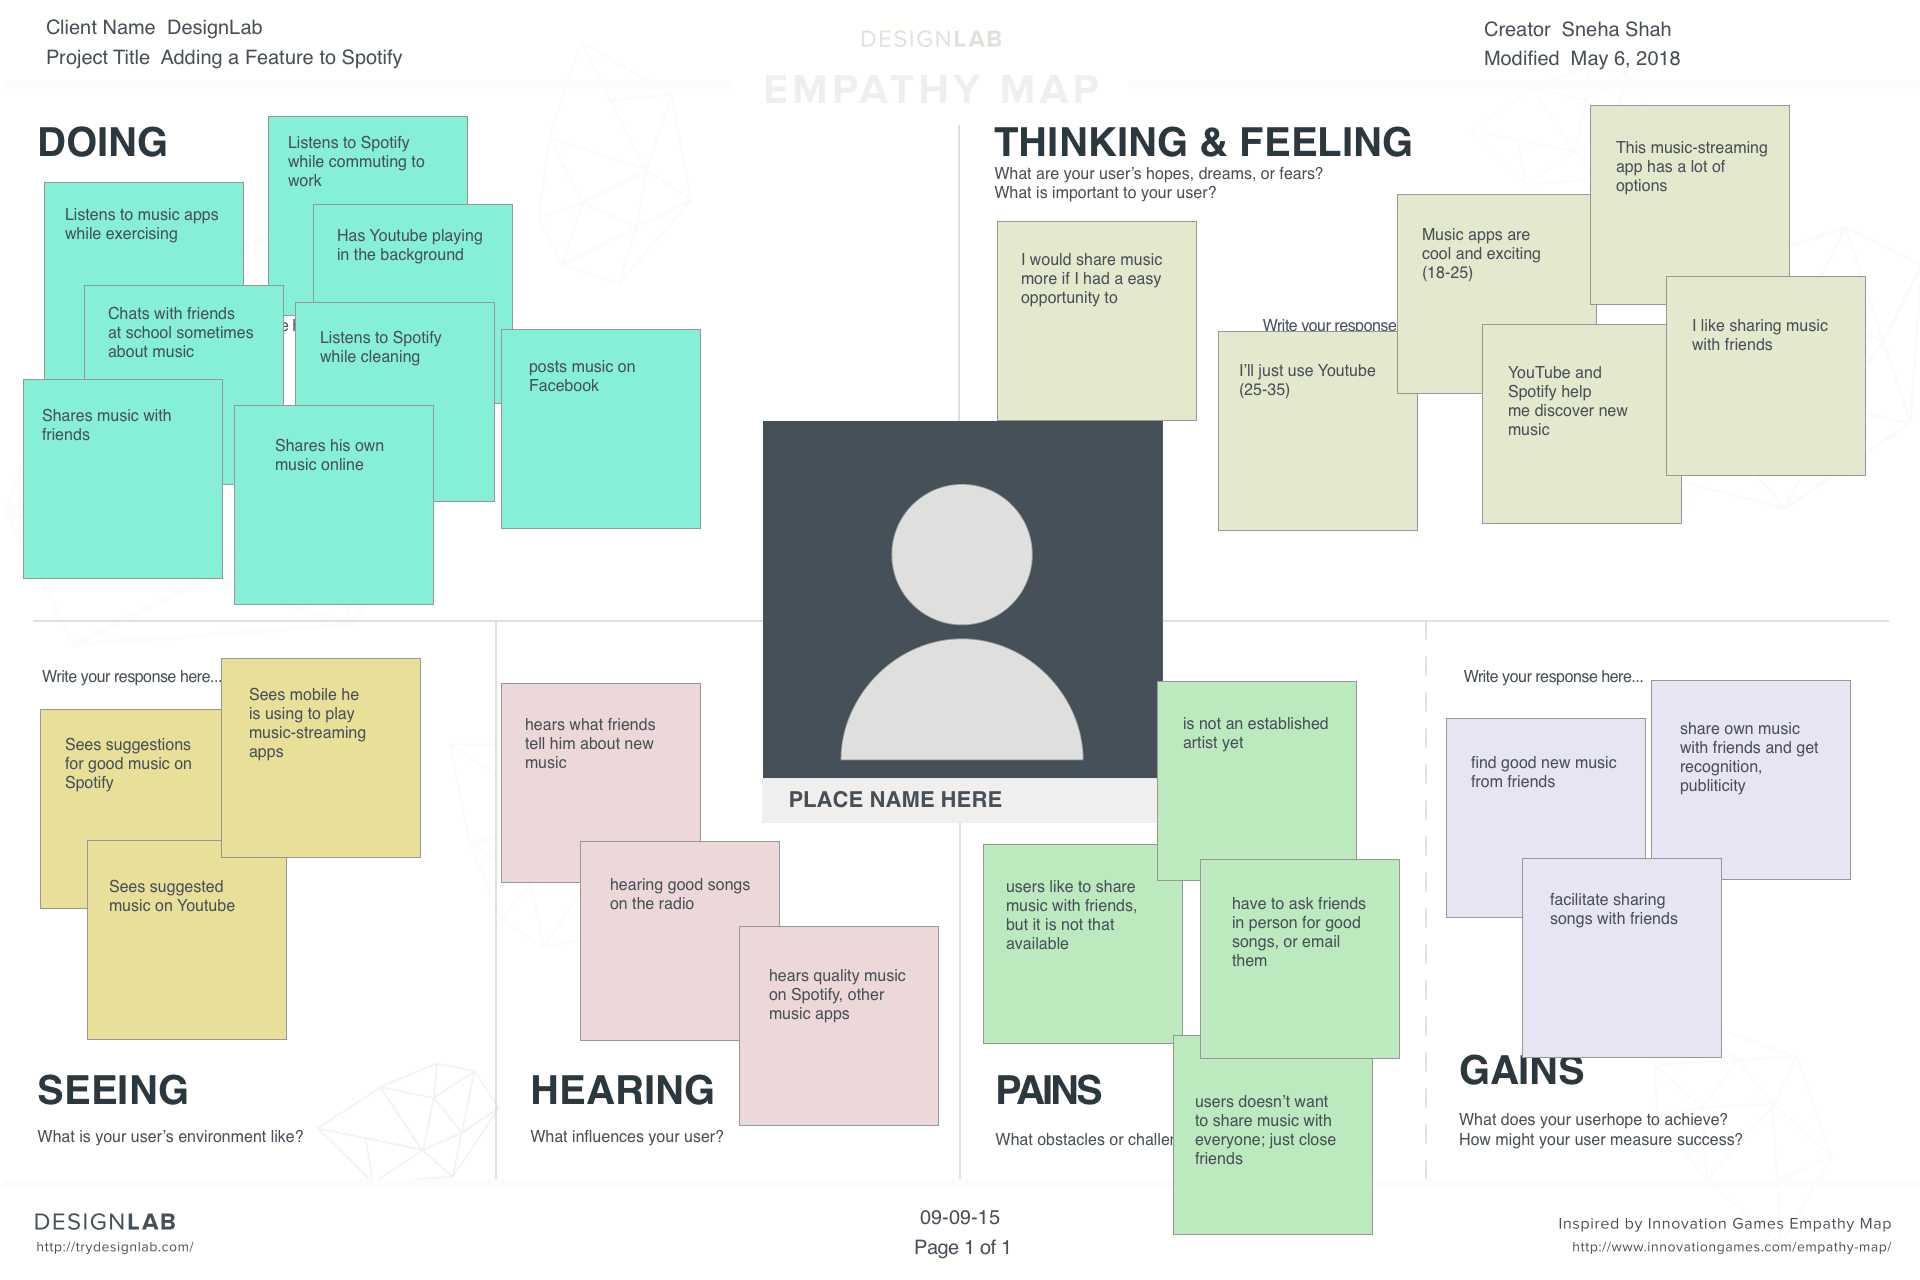 Client Name  DesignLab
Project Title  Adding a Feature to Spotify
DESIGNLAB
EMPATHY MAP
Creator  Sneha Shah
Modified  May 6, 2018
DOING
Listens to Spotify
while commuting to
work
Listens to music apps
while exercising
Has Youtube playing
in the background
Chats with friends
at school sometimes
about music
e h
Listens to Spotify
while cleaning
posts music on
Facebook
Shares music with
friends
Shares his own
music online
THINKING & FEELING
What are your user's hopes, dreams, or fears?
What is important to your user?
This music-streaming
app has a lot of
options
Music apps are
cool and exciting
(18-25)
I would share music
more if I had a easy
opportunity to
Write your response
I like sharing music
with friends
I'll just use Youtube
(25-35)
YouTube and
Spotify help
me discover new
music
PLACE NAME HERE
Write your response here...
Sees mobile he
is using to play
music-streaming
apps
Sees suggestions
for good music on
Spotify
Sees suggested
music on Youtube
SEEING
What is your user's environment like?
hears what friends
tell him about new
music
hearing good songs
on the radio
hears quality music
on Spotify, other
music apps
HEARING
What influences your user?
is not an established
artist yet
users like to share
music with friends,
but it is not that
available
have to ask friends
in person for good
songs, or email
them
PAINS
What obstacles or challen
users doesn't want
to share music with
everyone; just close
friends
Write your response here...
share own music
with friends and get
recognition,
publiticity
find good new music
from friends
facilitate sharing
songs with friends
GAINS
What does your userhope to achieve?
How might your user measure success?
DESIGNLAB
http://trydesignlab.com/
09-09-15
Page 1 of 1
Inspired by Innovation Games Empathy Map
http://www.innovationgames.com/empathy-map/